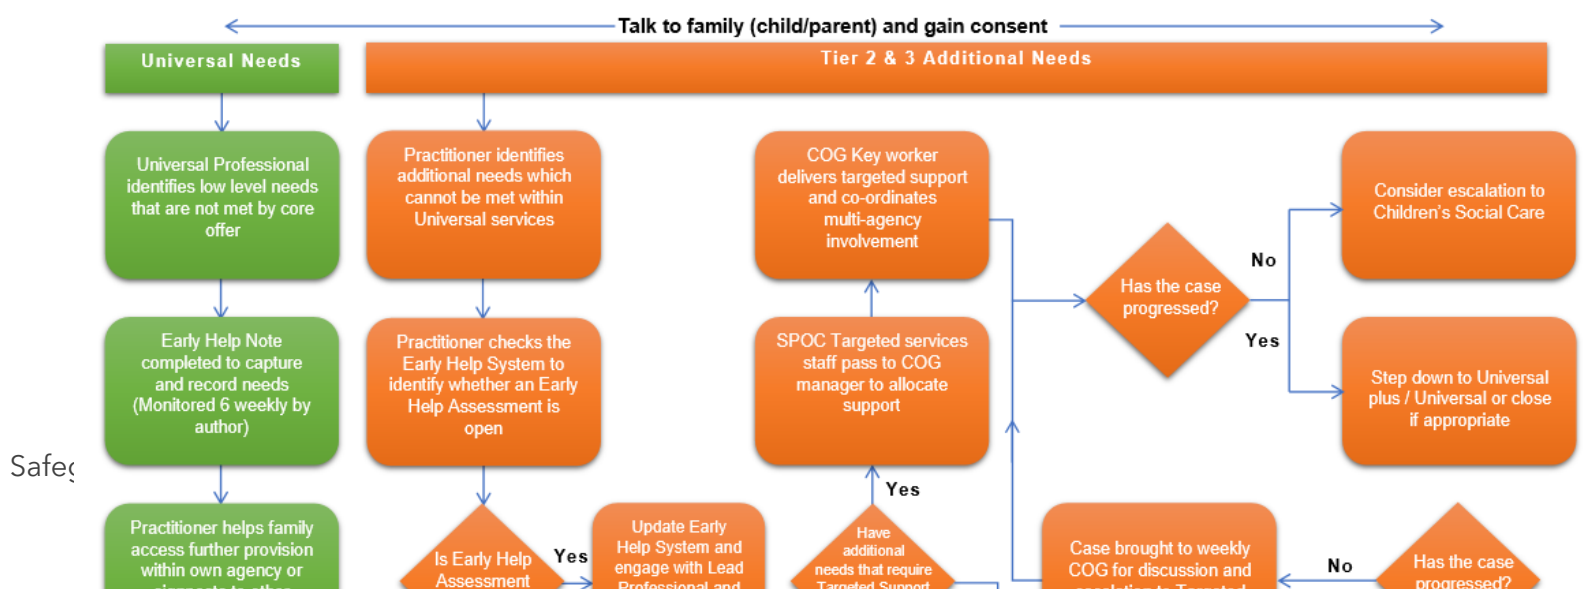 Talk to family (child/parent) and gain consent
Universal Needs
Tier 2 & 3 Additional Needs
Universal Professional
identifies low level needs
that are not met by core
offer
Practitioner identifies
additional needs which
cannot be met within
Universal services
COG Key worker
delivers targeted support
and co-ordinates
multi-agency
involvement
Consider escalation to
Children's Social Care
No
Has the case
progressed?
Yes
Early Help Note
completed to capture
and record needs
(Monitored 6 weekly by
author)
Practitioner checks the
Early Help System to
identify whether an Early
Help Assessment is
open
SPOC Targeted services
staff pass to COG
manager to allocate
support
Step down to Universal
plus / Universal or close
if appropriate
Yes
Practitioner helps family
access further provision
within own agency or
Is Early Help
Assessment
Yes
Update Early
Help System and
engage with Lead
Professional and
Have
additional
needs that require
Targeted Support
Case brought to weekly
COG for discussion and
No
Has the case
progressed?